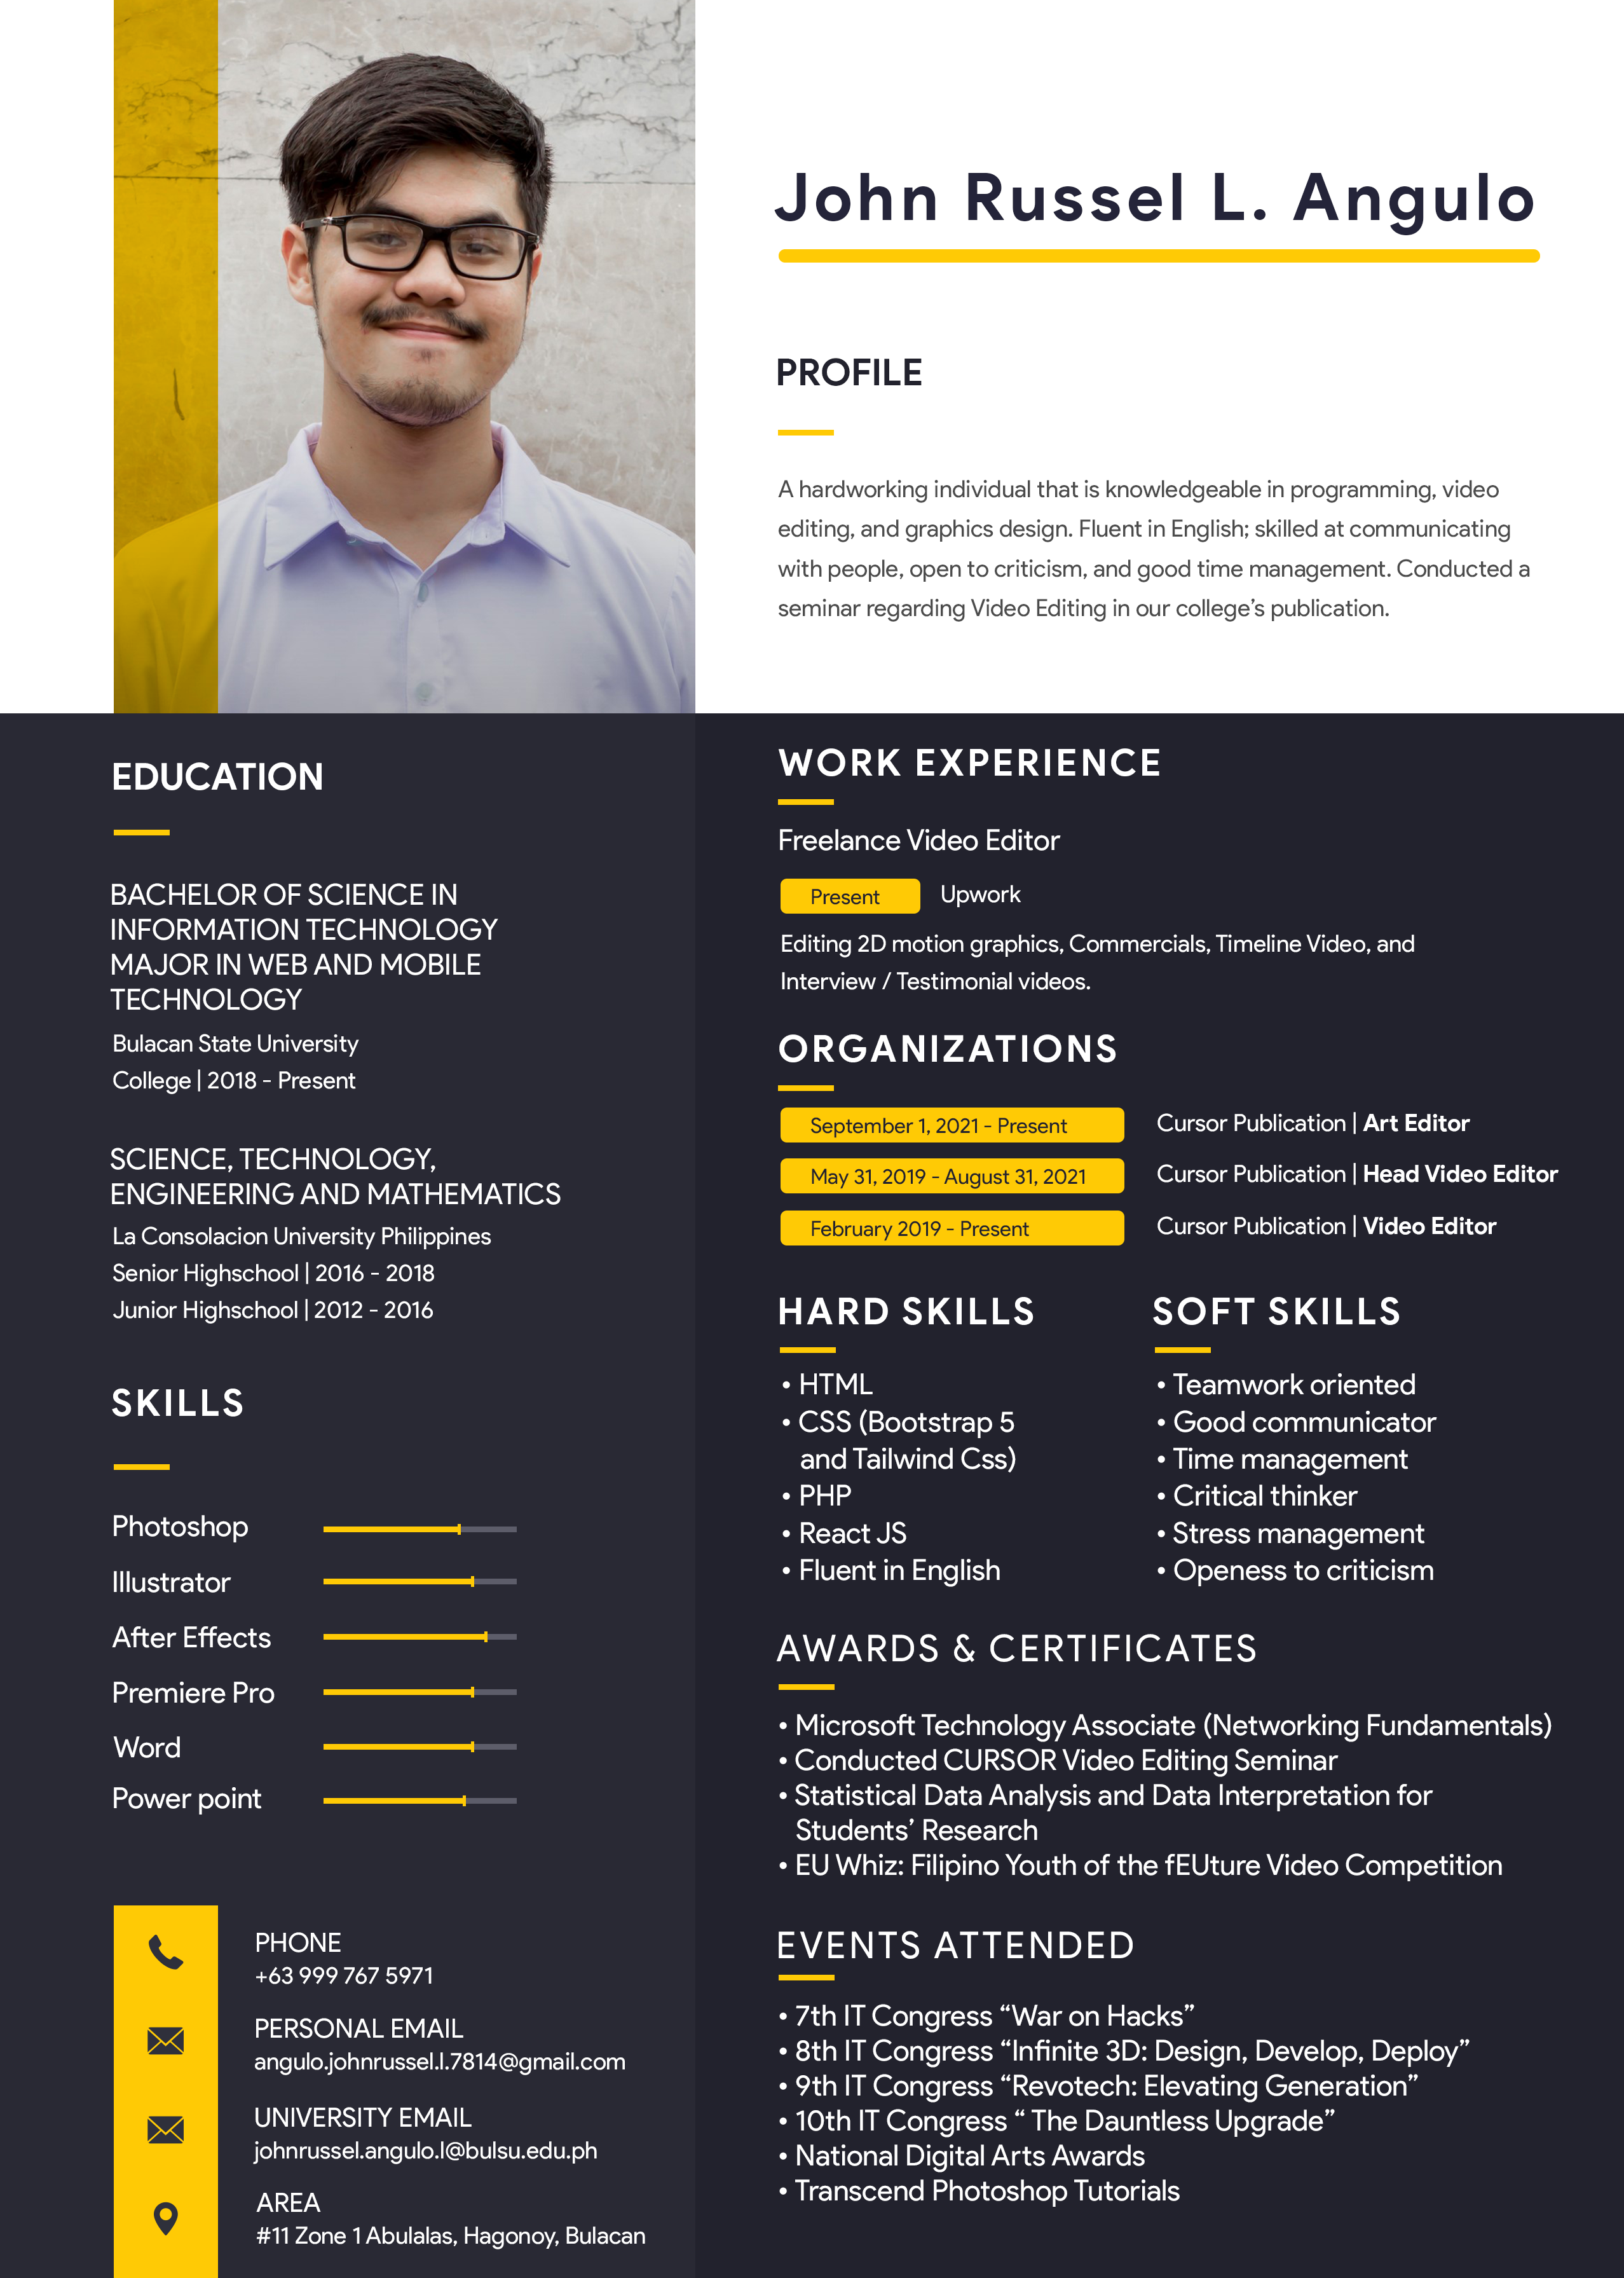 John Russel L. Angulo
PROFILE
A hardworking individual that is knowledgeable in programming, video
editing, and graphics design. Fluent in English; skilled at communicating
with people, open to criticism, and good time management. Conducted a
seminar regarding Video Editing in our college’s publication.
EDUCATION
BACHELOR OF SCIENCE IN
INFORMATION TECHNOLOGY
MAJOR IN WEB AND MOBILE
TECHNOLOGY
Bulacan State University
College | 2018 - Present
SCIENCE, TECHNOLOGY,
ENGINEERING AND MATHEMATICS
La Consolacion University Philippines
Senior Highschool | 2016 - 2018
Junior Highschool | 2012 - 2016
SKILLS
Photoshop
Illustrator
After Effects
Premiere Pro
Word
Power point
PHONE
+63 999 767 5971
PERSONAL EMAIL
angulo.johnrussel.l.7814@gmail.com
UNIVERSITY EMAIL
johnrussel.angulo.l@bulsu.edu.ph
AREA
#11 Zone 1 Abulalas, Hagonoy, Bulacan
WORK EXPERIENCE
Freelance Video Editor
Present Upwork
Editing 2D motion graphics, Commercials, Timeline Video, and
Interview / Testimonial videos.
ORGANIZATIONS
September 1, 2021 - Present Cursor Publication | Art Editor
May 31, 2019 - August 31, 2021 Cursor Publication | Head Video Editor
February 2019 - Present Cursor Publication | Video Editor
HARD SKILLS
• HTML
• CSS (Bootstrap 5
and Tailwind Css)
• PHP
• React JS
• Fluent in English
SOFT SKILLS
• Teamwork oriented
• Good communicator
• Time management
• Critical thinker
• Stress management
• Openess to criticism
AWARDS & CERTIFICATES
• Microsoft Technology Associate (Networking Fundamentals)
• Conducted CURSOR Video Editing Seminar
• Statistical Data Analysis and Data Interpretation for
Students’ Research
• EU Whiz: Filipino Youth of the fEUture Video Competition
EVENTS ATTENDED
• 7th IT Congress “War on Hacks”
• 8th IT Congress “Infinite 3D: Design, Develop, Deploy”
• 9th IT Congress “Revotech: Elevating Generation”
• 10th IT Congress “ The Dauntless Upgrade”
• National Digital Arts Awards
• Transcend Photoshop Tutorials